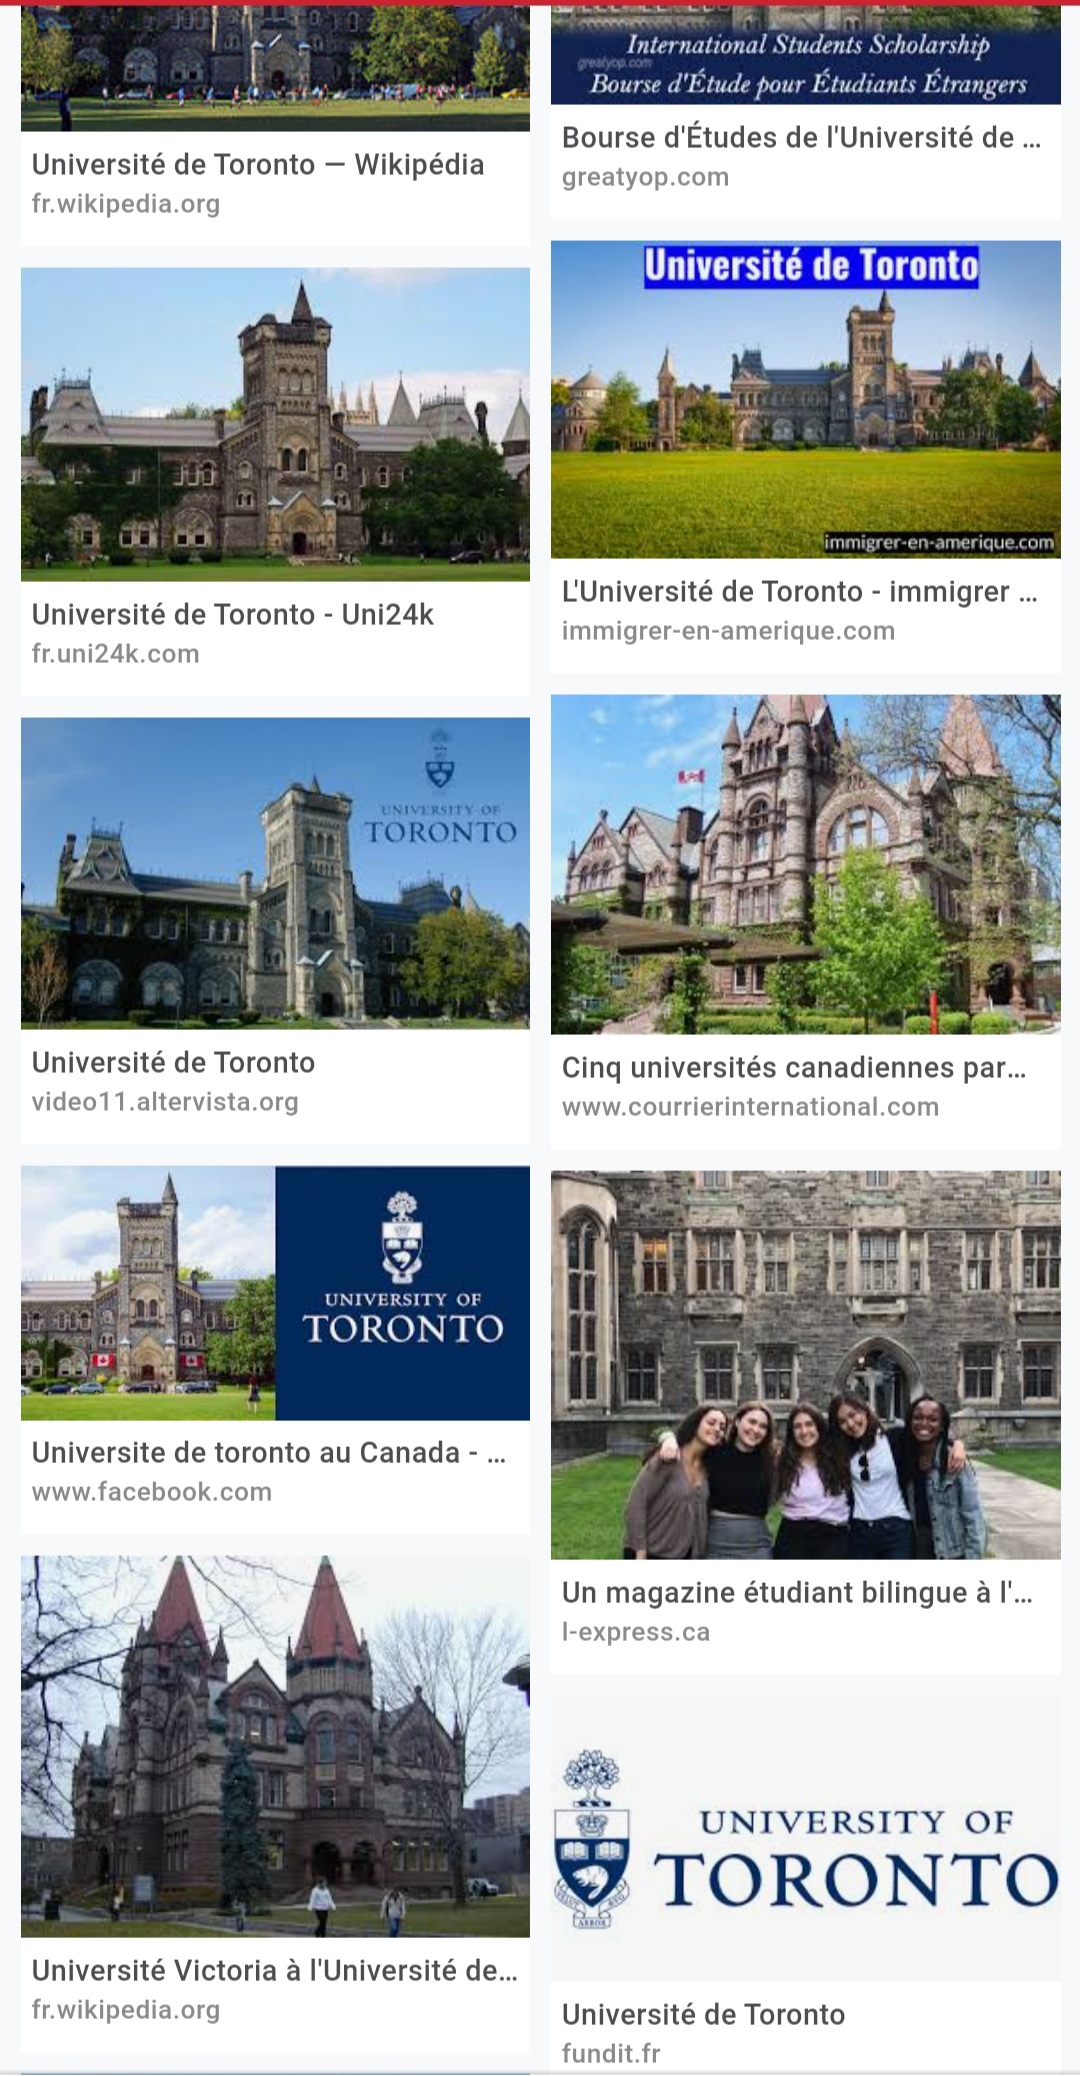 Université de Toronto — Wikipédia
fr.wikipedia.org
Université de Toronto - Uni24k
fr.uni24k.com
UNIVERSITY OF
TORONTO
Université de Toronto
video11.altervista.org
UNIVERSITY OF
TORONTO
Universite de toronto au Canada - ...
www.facebook.com
Université Victoria à l'Université de...
fr.wikipedia.org
International Students Scholarship
greatyop.com
Bourse d'Étude pour Étudiants Étrangers
Bourse d'Études de l'Université de ...
greatyop.com
Université de Toronto
immigrer-en-amerique.com
L'Université de Toronto - immigrer ...
immigrer-en-amerique.com
Cinq universités canadiennes par...
www.courrierinternational.com
Un magazine étudiant bilingue à l'...
l-express.ca
UNIVERSITY OF
TORONTO
Université de Toronto
fundit.fr